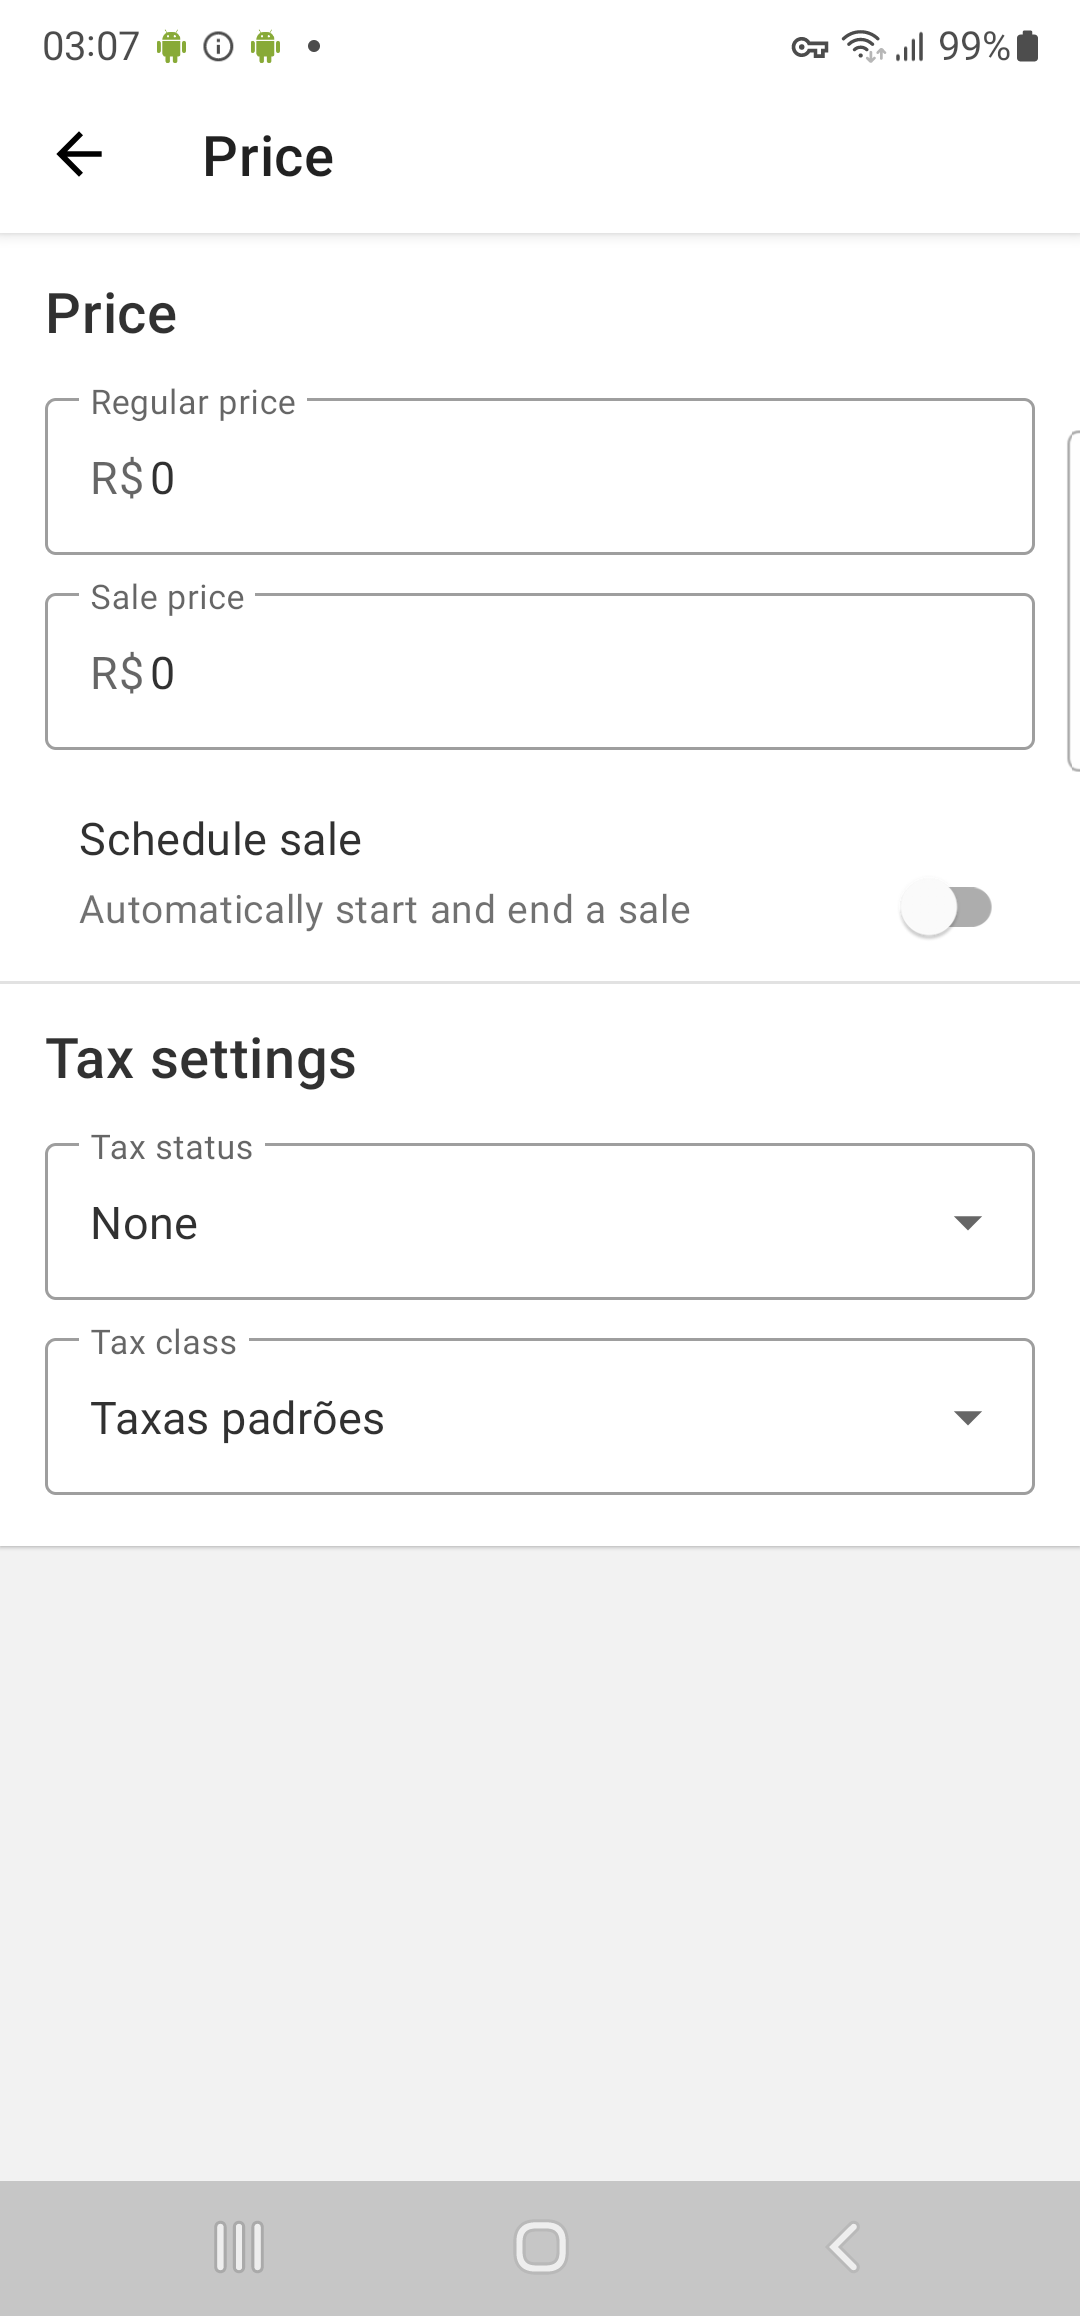 03:07 99%
Price
Price
Regular price
R$ 0
Sale price
R$ 0
Schedule sale
Automatically start and end a sale
Tax settings
Tax status
None
Tax class
Taxas padrões